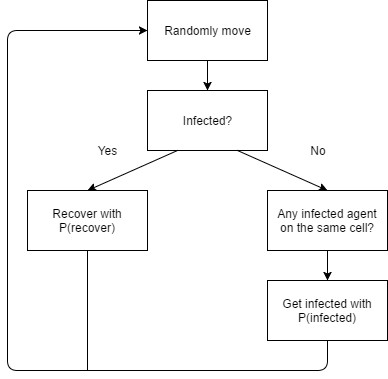 Randomly move
Infected?
Yes
No
Recover with
P(recover)
Any infected agent
on the same cell?
Get infected with
P(infected)